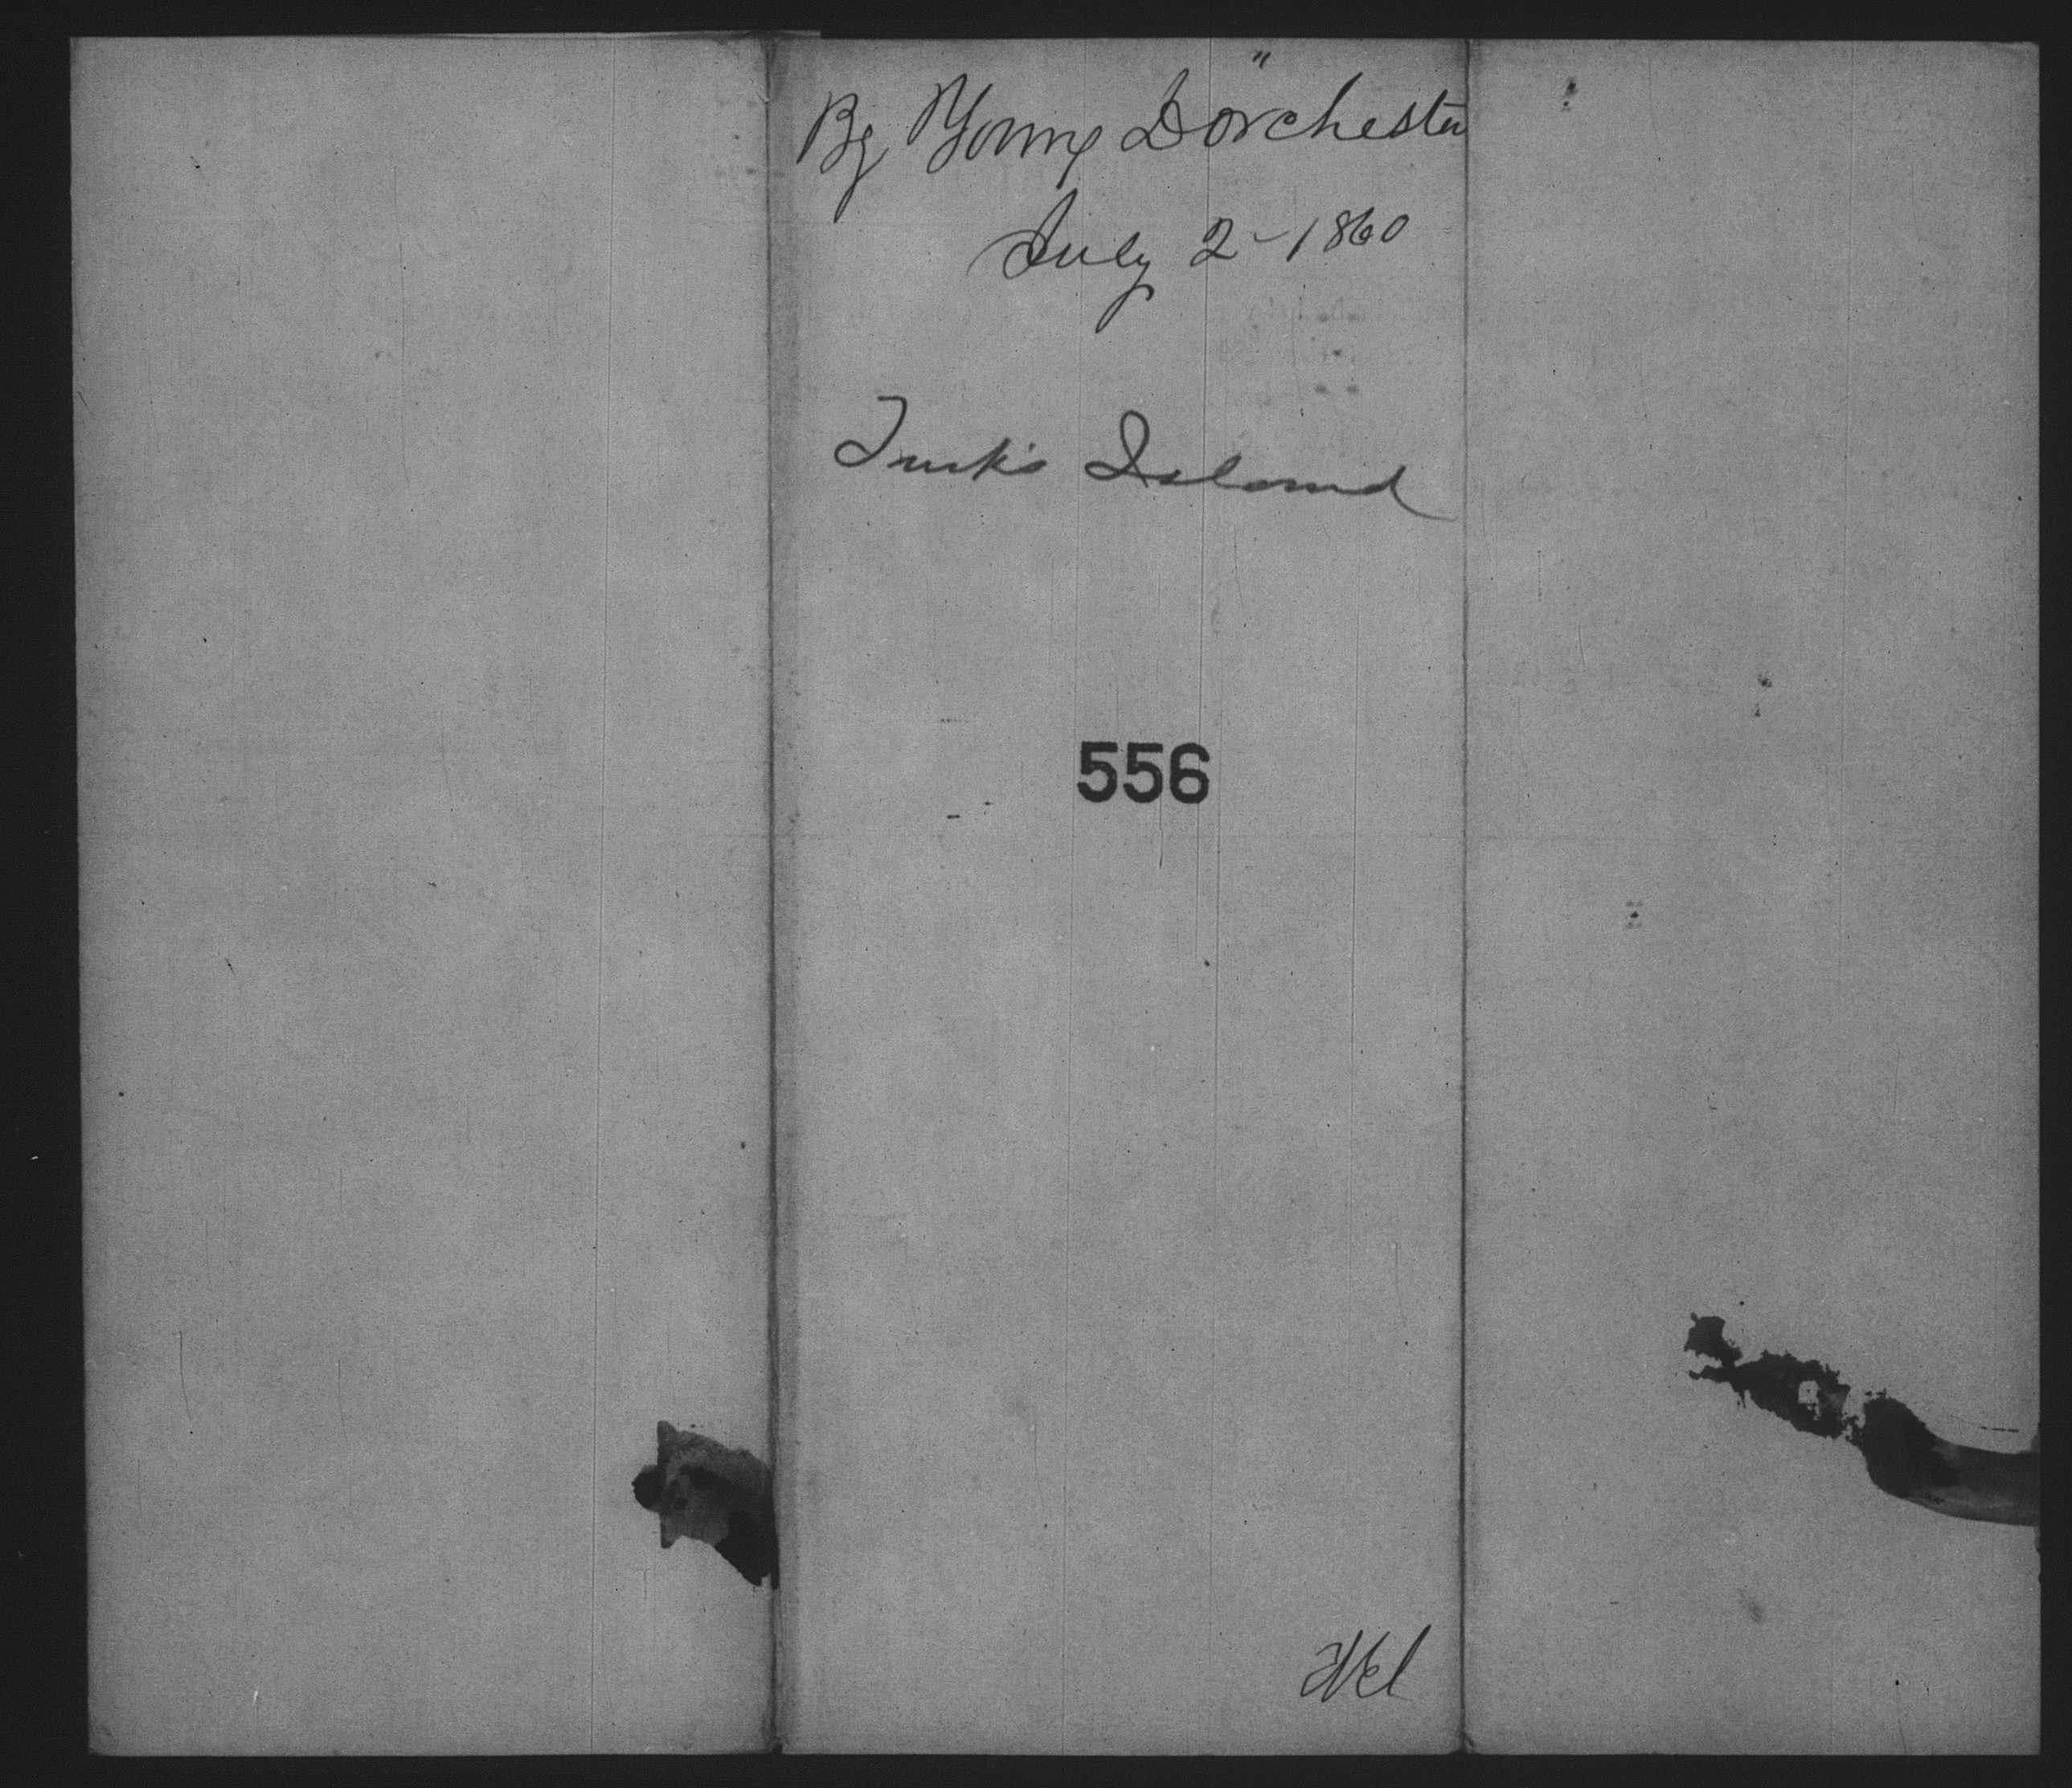 Bg Young Dorchester
July 2 - 1860
Turk's Island
556